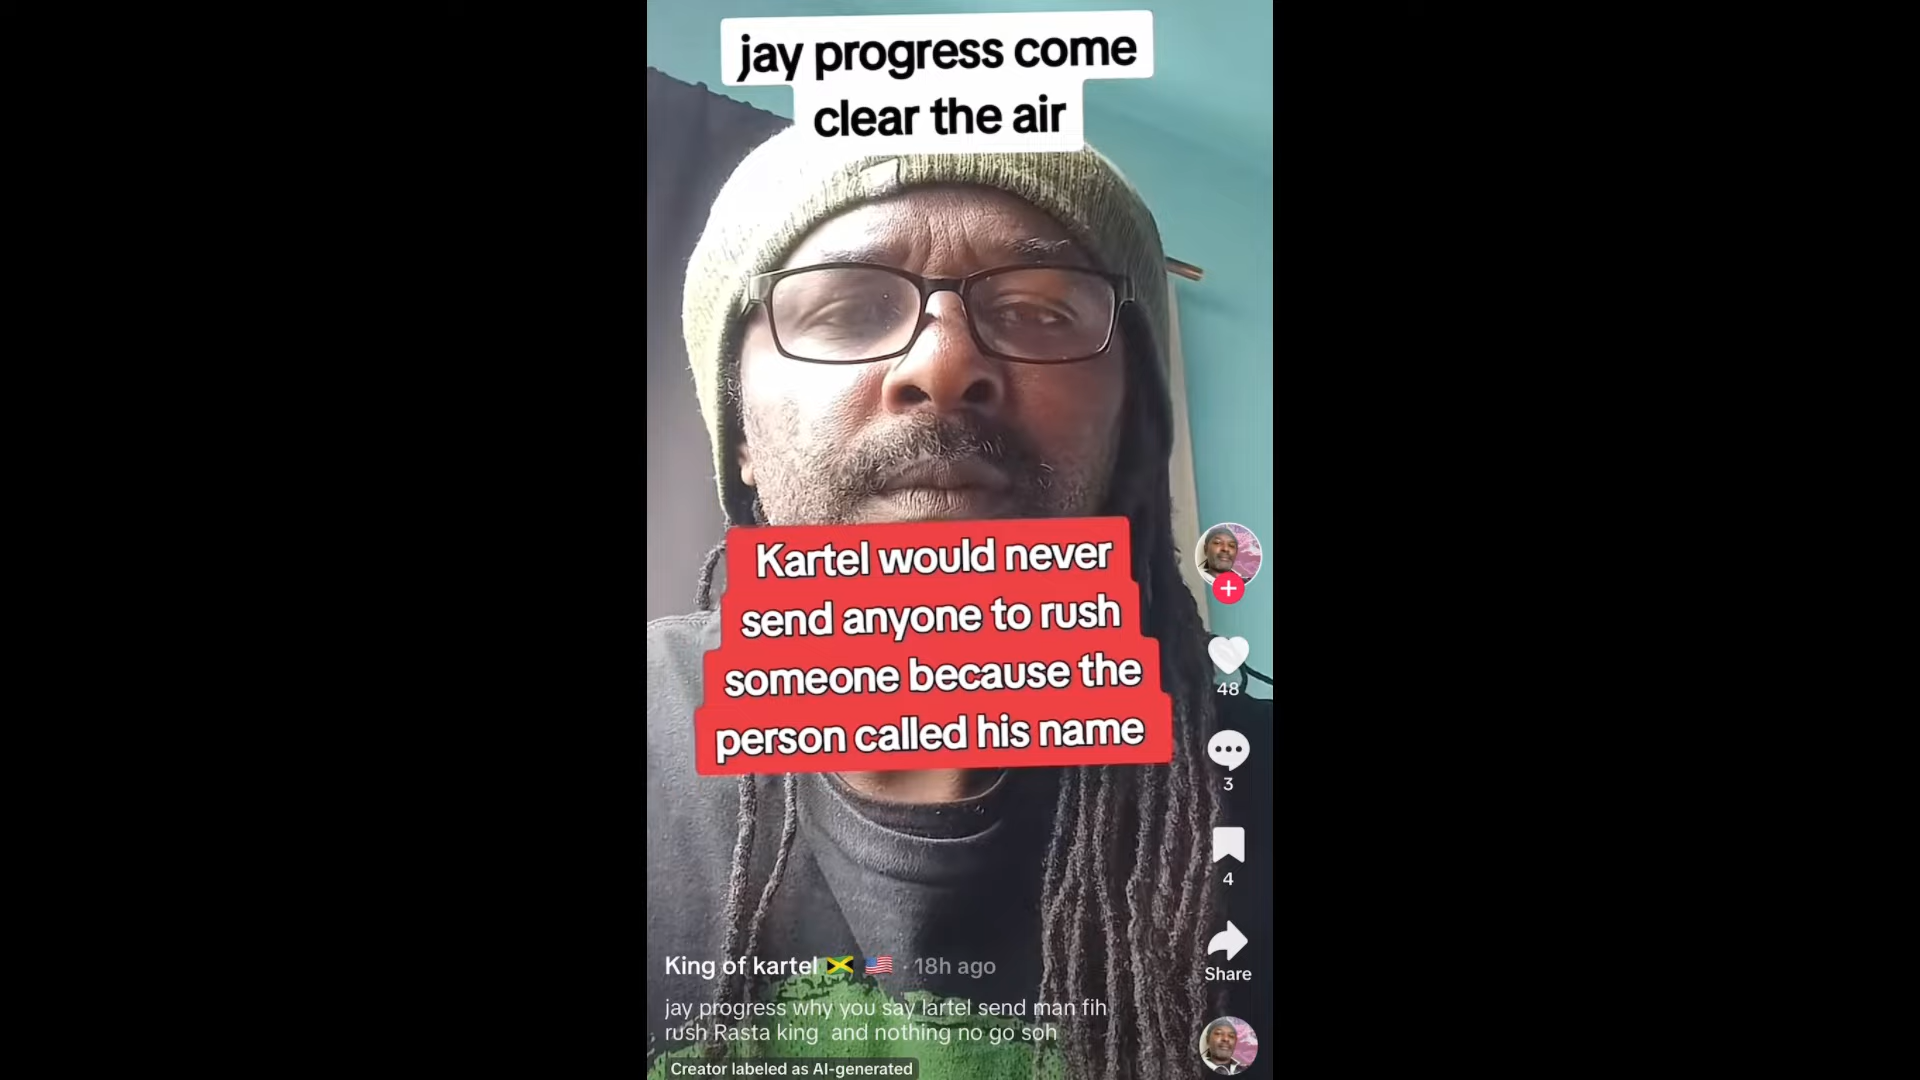 jay progress come
clear the air
Kartel would never
send anyone to rush
someone because the
person called his name
48
3
4
Share
King of kartel 🇯🇲 🇺🇸 · 18h ago
jay progress why you say lartel send man fih
rush Rasta king and nothing no go soh
Creator labeled as AI-generated